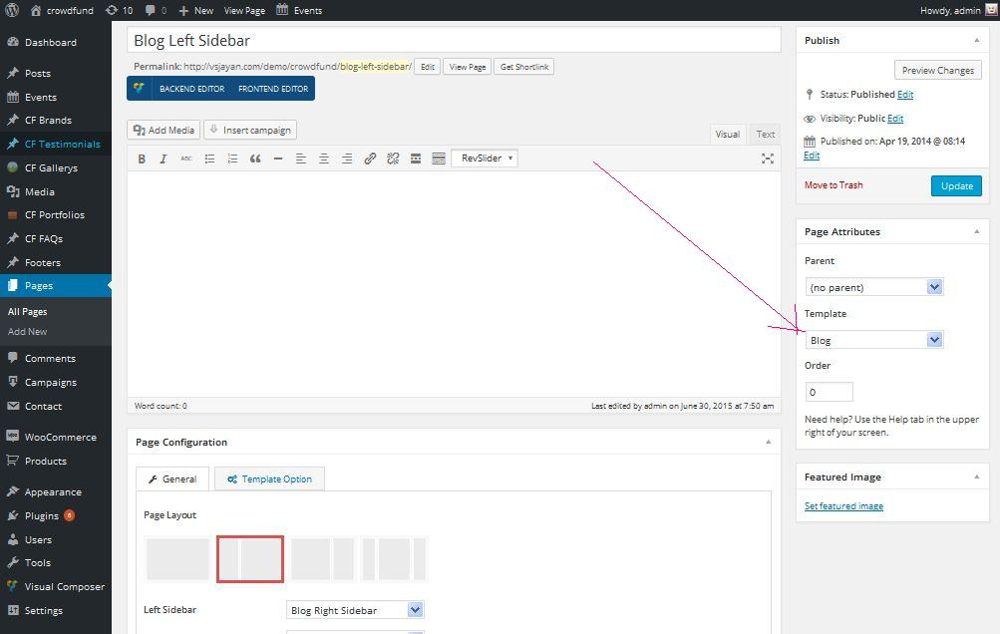 crowdfund 10 0 New View Page Events Howdy, admin
Dashboard
Posts
Events
CF Brands
CF Testimonials
CF Gallerys
Media
CF Portfolios
CF FAQs
Footers
Pages
All Pages
Add New
Comments
Campaigns
Contact
WooCommerce
Products
Appearance
Plugins 6
Users
Tools
Visual Composer
Settings
Blog Left Sidebar
Permalink: http://vsjayan.com/demo/crowdfund/blog-left-sidebar/ Edit View Page Get Shortlink
BACKEND EDITOR FRONTEND EDITOR
Add Media Insert campaign
Visual Text
B I ABC RevSlider
Word count: 0 Last edited by admin on June 30, 2015 at 7:50 am
Page Configuration
General Template Option
Page Layout
Left Sidebar Blog Right Sidebar
Publish
Preview Changes
Status: Published Edit
Visibility: Public Edit
Published on: Apr 19, 2014 @ 08:14
Edit
Move to Trash Update
Page Attributes
Parent
(no parent)
Template
Blog
Order
0
Need help? Use the Help tab in the upper
right of your screen.
Featured Image
Set featured image